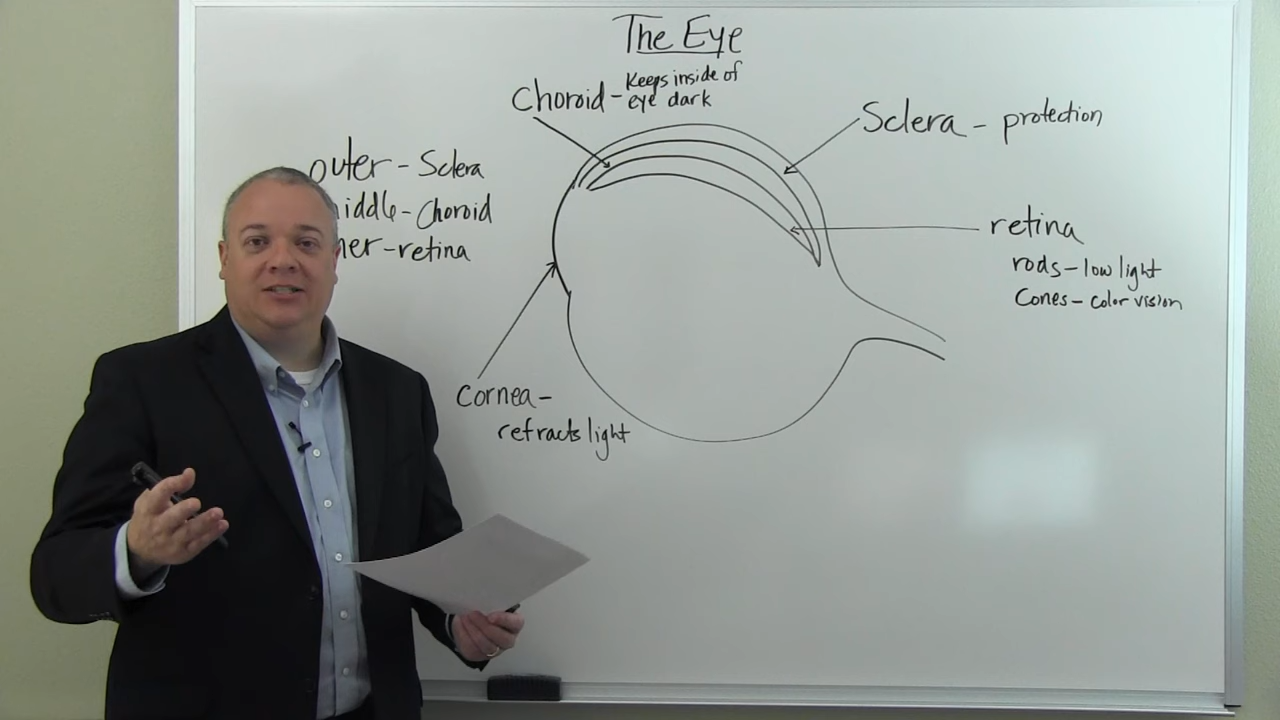 The Eye
Choroid - Keeps inside of
eye dark
Sclera - protection
outer - Sclera
iddle - choroid
ner - retina
retina
rods - low light
Cones - color vision
Cornea -
refracts light